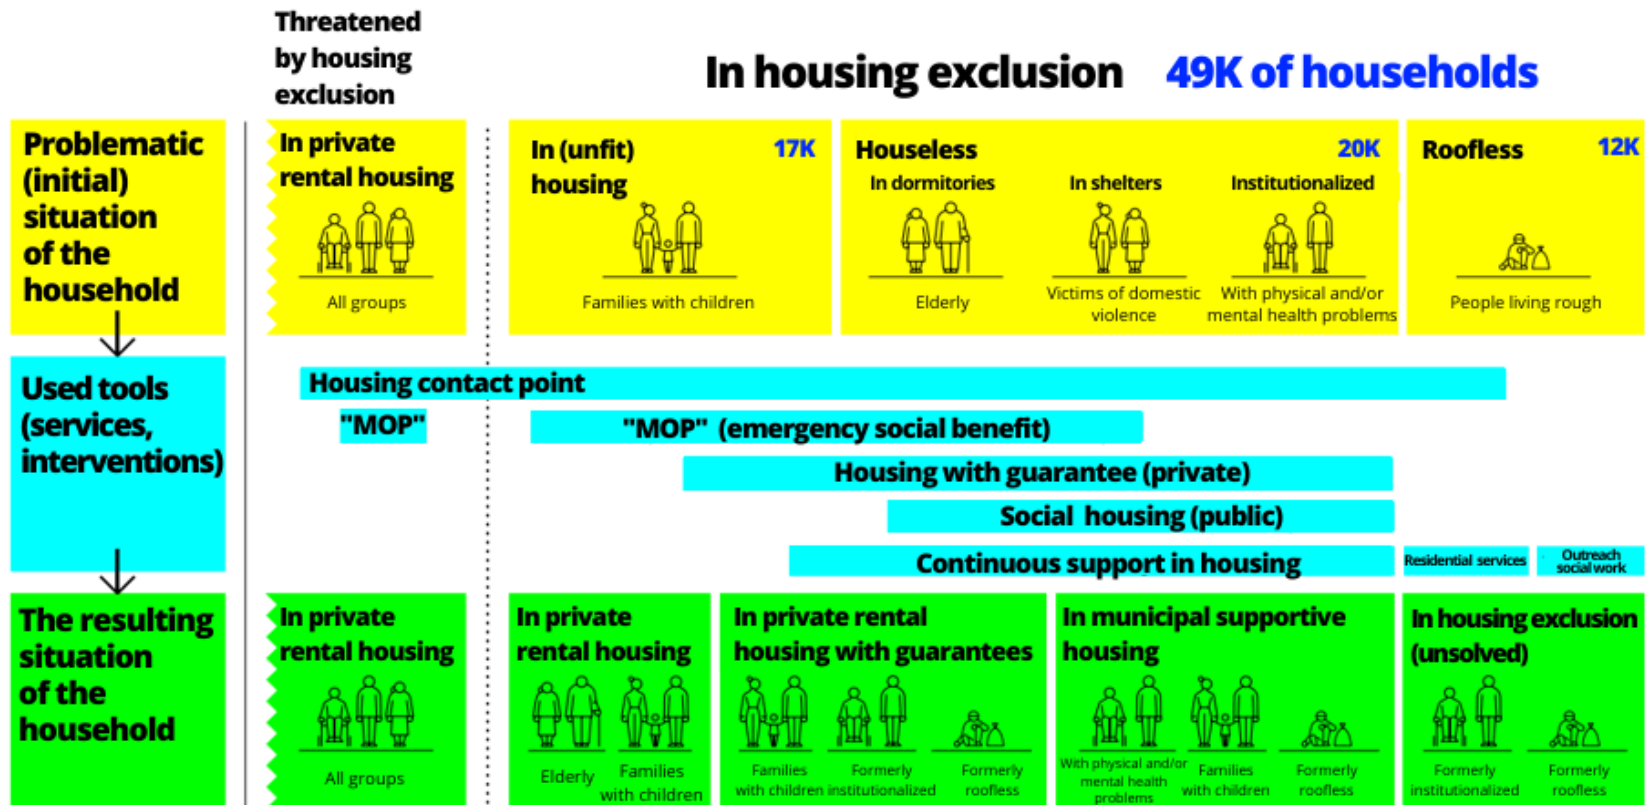 Threatened
by housing
exclusion
In housing exclusion 49K of households
Problematic
(initial)
situation
of the
household
In private
rental housing
All groups
In (unfit)
housing
17K
Families with children
Houseless
20K
In dormitories
Elderly
In shelters
Victims of domestic
violence
Institutionalized
With physical and/or
mental health problems
Roofless
12K
People living rough
Used tools
(services,
interventions)
Housing contact point
"MOP"
"MOP" (emergency social benefit)
Housing with guarantee (private)
Social housing (public)
Continuous support in housing
Residential services
Outreach
social work
The resulting
situation
of the
household
In private
rental housing
All groups
In private
rental housing
Elderly
Families
with children
In private rental
housing with guarantees
Families
with children
Formerly
institutionalized
Formerly
roofless
In municipal supportive
housing
With physical and/or
mental health
problems
Families
with children
Formerly
roofless
In housing exclusion
(unsolved)
Formerly
institutionalized
Formerly
roofless